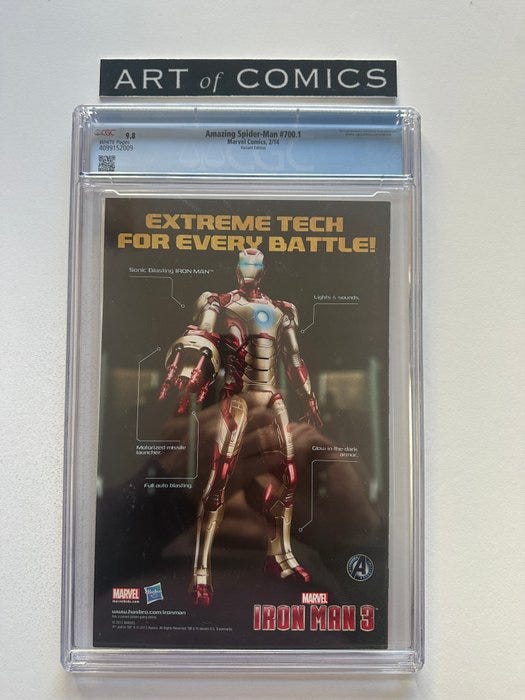 ART of COMICS
CGC 9.8 Amazing Spider-Man #700.1
WHITE Pages Marvel Comics, 2/14
4099152009 Variant Edition
CGC
EXTREME TECH
FOR EVERY BATTLE!
Sonic Blasting IRON MAN™
Lights & sounds.
Motorized missile
launcher.
Glow-in-the-dark
armor.
Full auto blasting.
A
MARVEL
Hasbro
MARVEL
www.hasbro.com/ironman
IRON MAN 3